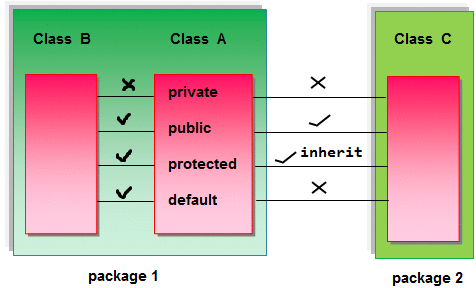 Class B
Class A
Class C
private
public
protected
inherit
default
package 1
package 2